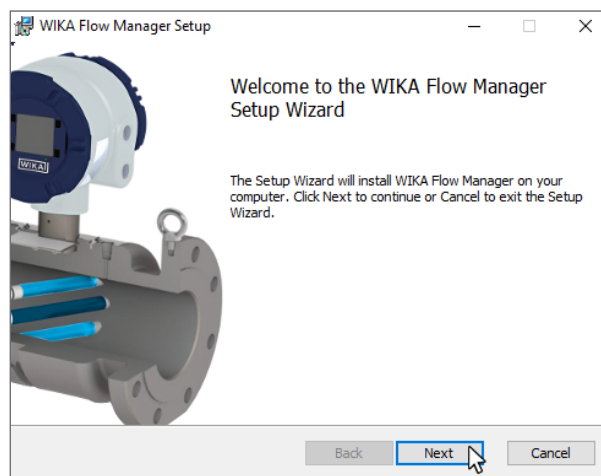 WIKA Flow Manager Setup
WIKAI
Welcome to the WIKA Flow Manager
Setup Wizard
The Setup Wizard will install WIKA Flow Manager on your
computer. Click Next to continue or Cancel to exit the Setup
Wizard.
Back
Next
Cancel